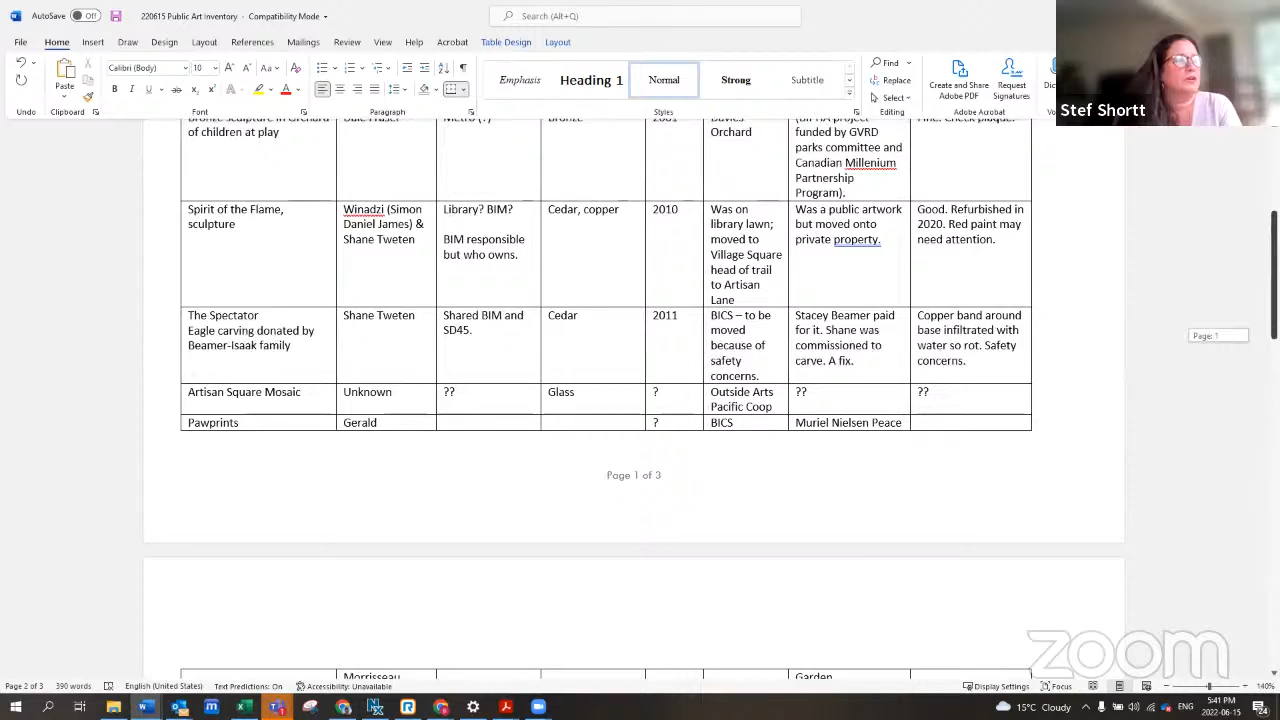 AutoSave Off 220615 Public Art Inventory - Compatibility Mode Search (Alt+Q)
File Home Insert Draw Design Layout References Mailings Review View Help Acrobat Table Design Layout
Calibri (Body) 10
Undo Paste Clipboard Font Paragraph
Emphasis Heading 1 Normal Strong Subtitle
Styles
Find
Replace
Select
Editing
Create and Share
Adobe PDF
Request
Signatures
Adobe Acrobat
Stef Shortt
of children at play
Orchard
(BIPHA project
funded by GVRD
parks committee and
Canadian Millenium
Partnership
Program).
Fine. Check plaque.
Spirit of the Flame,
sculpture
Winadzi (Simon
Daniel James) &
Shane Tweten
Library? BIM?
BIM responsible
but who owns.
Cedar, copper
2010
Was on
library lawn;
moved to
Village Square
head of trail
to Artisan
Lane
Was a public artwork
but moved onto
private property.
Good. Refurbished in
2020. Red paint may
need attention.
The Spectator
Eagle carving donated by
Beamer-Isaak family
Shane Tweten
Shared BIM and
SD45.
Cedar
2011
BICS – to be
moved
because of
safety
concerns.
Stacey Beamer paid
for it. Shane was
commissioned to
carve. A fix.
Copper band around
base infiltrated with
water so rot. Safety
concerns.
Artisan Square Mosaic
Unknown
??
Glass
?
Outside Arts
Pacific Coop
??
??
Pawprints
Gerald
?
BICS
Muriel Nielsen Peace
Page: 1
Page 1 of 3
Morrisseau
Garden
zoom
Page 2 of 3 390 words English (United States) Text Predictions: On Accessibility: Unavailable Display Settings Focus 140%
15°C Cloudy ENG 5:41 PM
2022-06-15 24